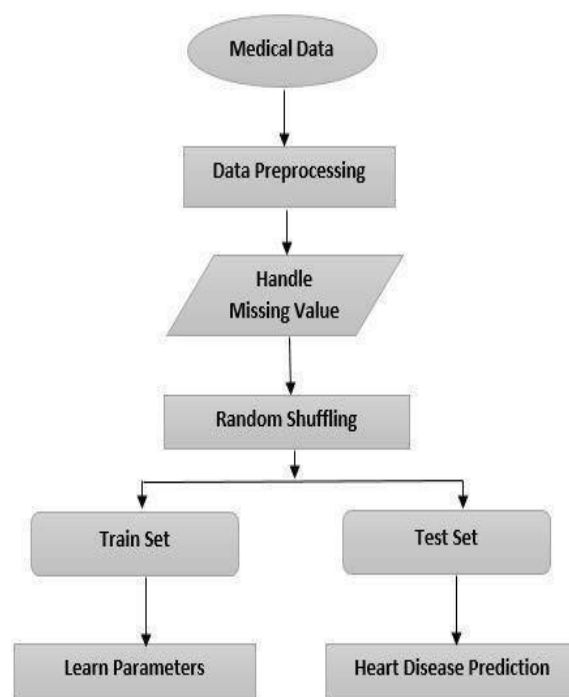 Medical Data
Data Preprocessing
Handle
Missing Value
Random Shuffling
Train Set
Test Set
Learn Parameters
Heart Disease Prediction